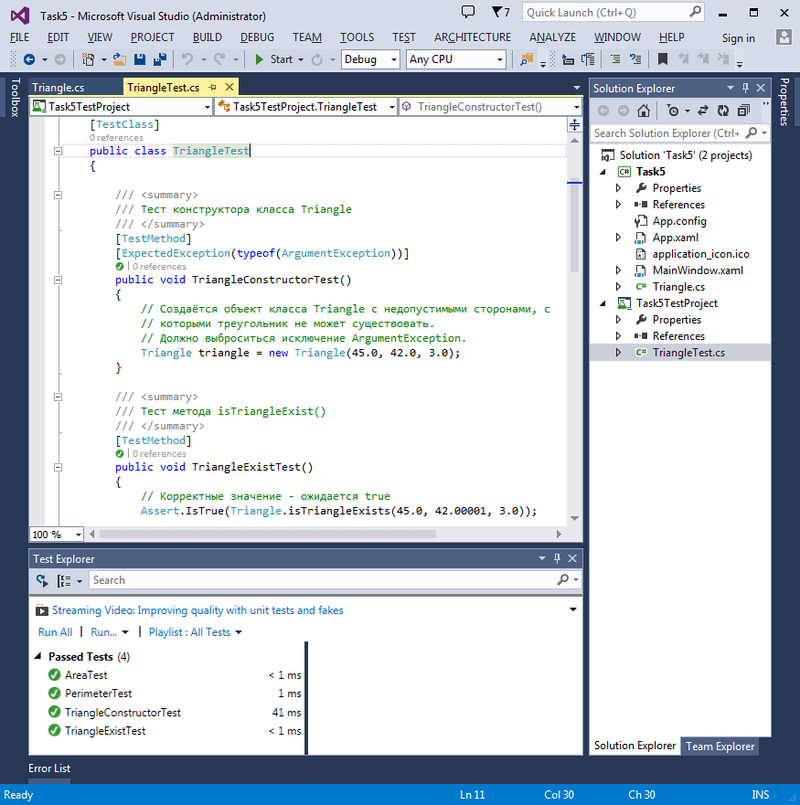 Task5 - Microsoft Visual Studio (Administrator)
7
Quick Launch (Ctrl+Q)
FILE EDIT VIEW PROJECT BUILD DEBUG TEAM TOOLS TEST ARCHITECTURE ANALYZE WINDOW HELP Sign in
Start Debug Any CPU
Toolbox
Triangle.cs TriangleTest.cs
Task5TestProject Task5TestProject.TriangleTest TriangleConstructorTest()
[TestClass]
0 references
public class TriangleTest
{
/// <summary>
/// Тест конструктора класса Triangle
/// </summary>
[TestMethod]
[ExpectedException(typeof(ArgumentException))]
| 0 references
public void TriangleConstructorTest()
{
// Создаётся объект класса Triangle с недопустимыми сторонами, с
// которыми треугольник не может существовать.
// Должно выброситься исключение ArgumentException.
Triangle triangle = new Triangle(45.0, 42.0, 3.0);
}
/// <summary>
/// Тест метода isTriangleExist()
/// </summary>
[TestMethod]
| 0 references
public void TriangleExistTest()
{
// Корректные значение - ожидается true
Assert.IsTrue(Triangle.isTriangleExists(45.0, 42.00001, 3.0));
100 %
Test Explorer
Search
Streaming Video: Improving quality with unit tests and fakes
Run All | Run... | Playlist : All Tests
Passed Tests (4)
AreaTest < 1 ms
PerimeterTest 1 ms
TriangleConstructorTest 41 ms
TriangleExistTest < 1 ms
Error List
Solution Explorer
Search Solution Explorer (Ctrl+
Solution 'Task5' (2 projects)
Task5
Properties
References
App.config
App.xaml
application_icon.ico
MainWindow.xaml
Triangle.cs
Task5TestProject
Properties
References
TriangleTest.cs
Solution Explorer Team Explorer
Properties
Ready Ln 11 Col 30 Ch 30 INS